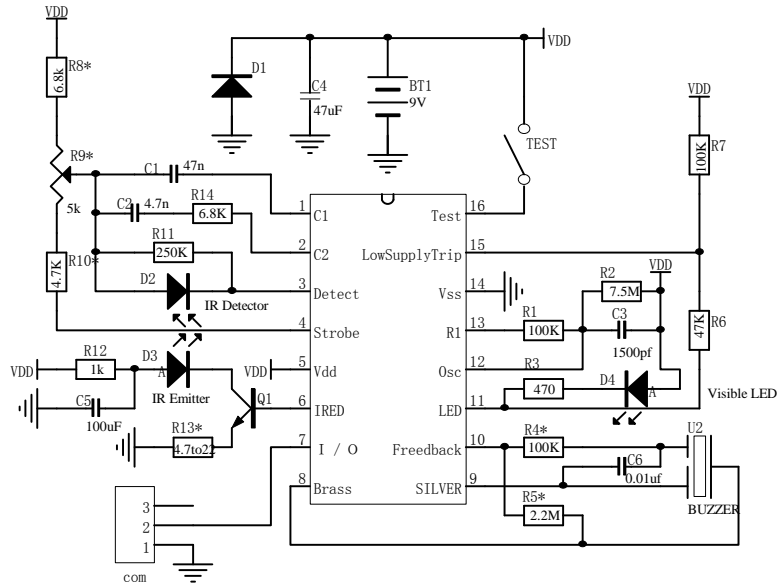 VDD
R8*
6.8k
R9*
5k
R10*
4.7K
D1
C4
47uF
BT1
9V
VDD
TEST
VDD
R7
100K
C1
47n
C2
4.7n
R14
6.8K
R11
250K
D2
IR Detector
1
C1
2
C2
3
Detect
4
Strobe
5
Vdd
6
IRED
7
I / O
8
Brass
Test
16
LowSupplyTrip
15
Vss
14
R1
13
Osc
12
LED
11
Freedback
10
SILVER
9
VDD
R2
7.5M
R1
100K
C3
1500pf
R3
470
D4
A
Visible LED
R6
47K
VDD
R12
1k
D3
A
IR Emitter
C5
100uF
VDD
Q1
R13*
4.7to22
R4*
100K
C6
0.01uf
U2
BUZZER
R5*
2.2M
3
2
1
com